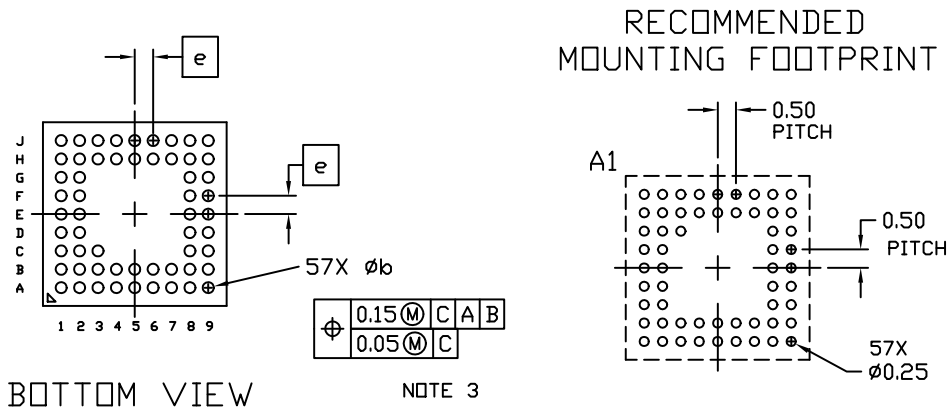 RECOMMENDED
MOUNTING FOOTPRINT
e
0.50
PITCH
A1
J
H
G
F
E
D
C
B
A
e
0.50
PITCH
57X Øb
1 2 3 4 5 6 7 8 9
0.15 Ⓜ C A B
0.05 Ⓜ C
57X
Ø0.25
BOTTOM VIEW
NOTE 3